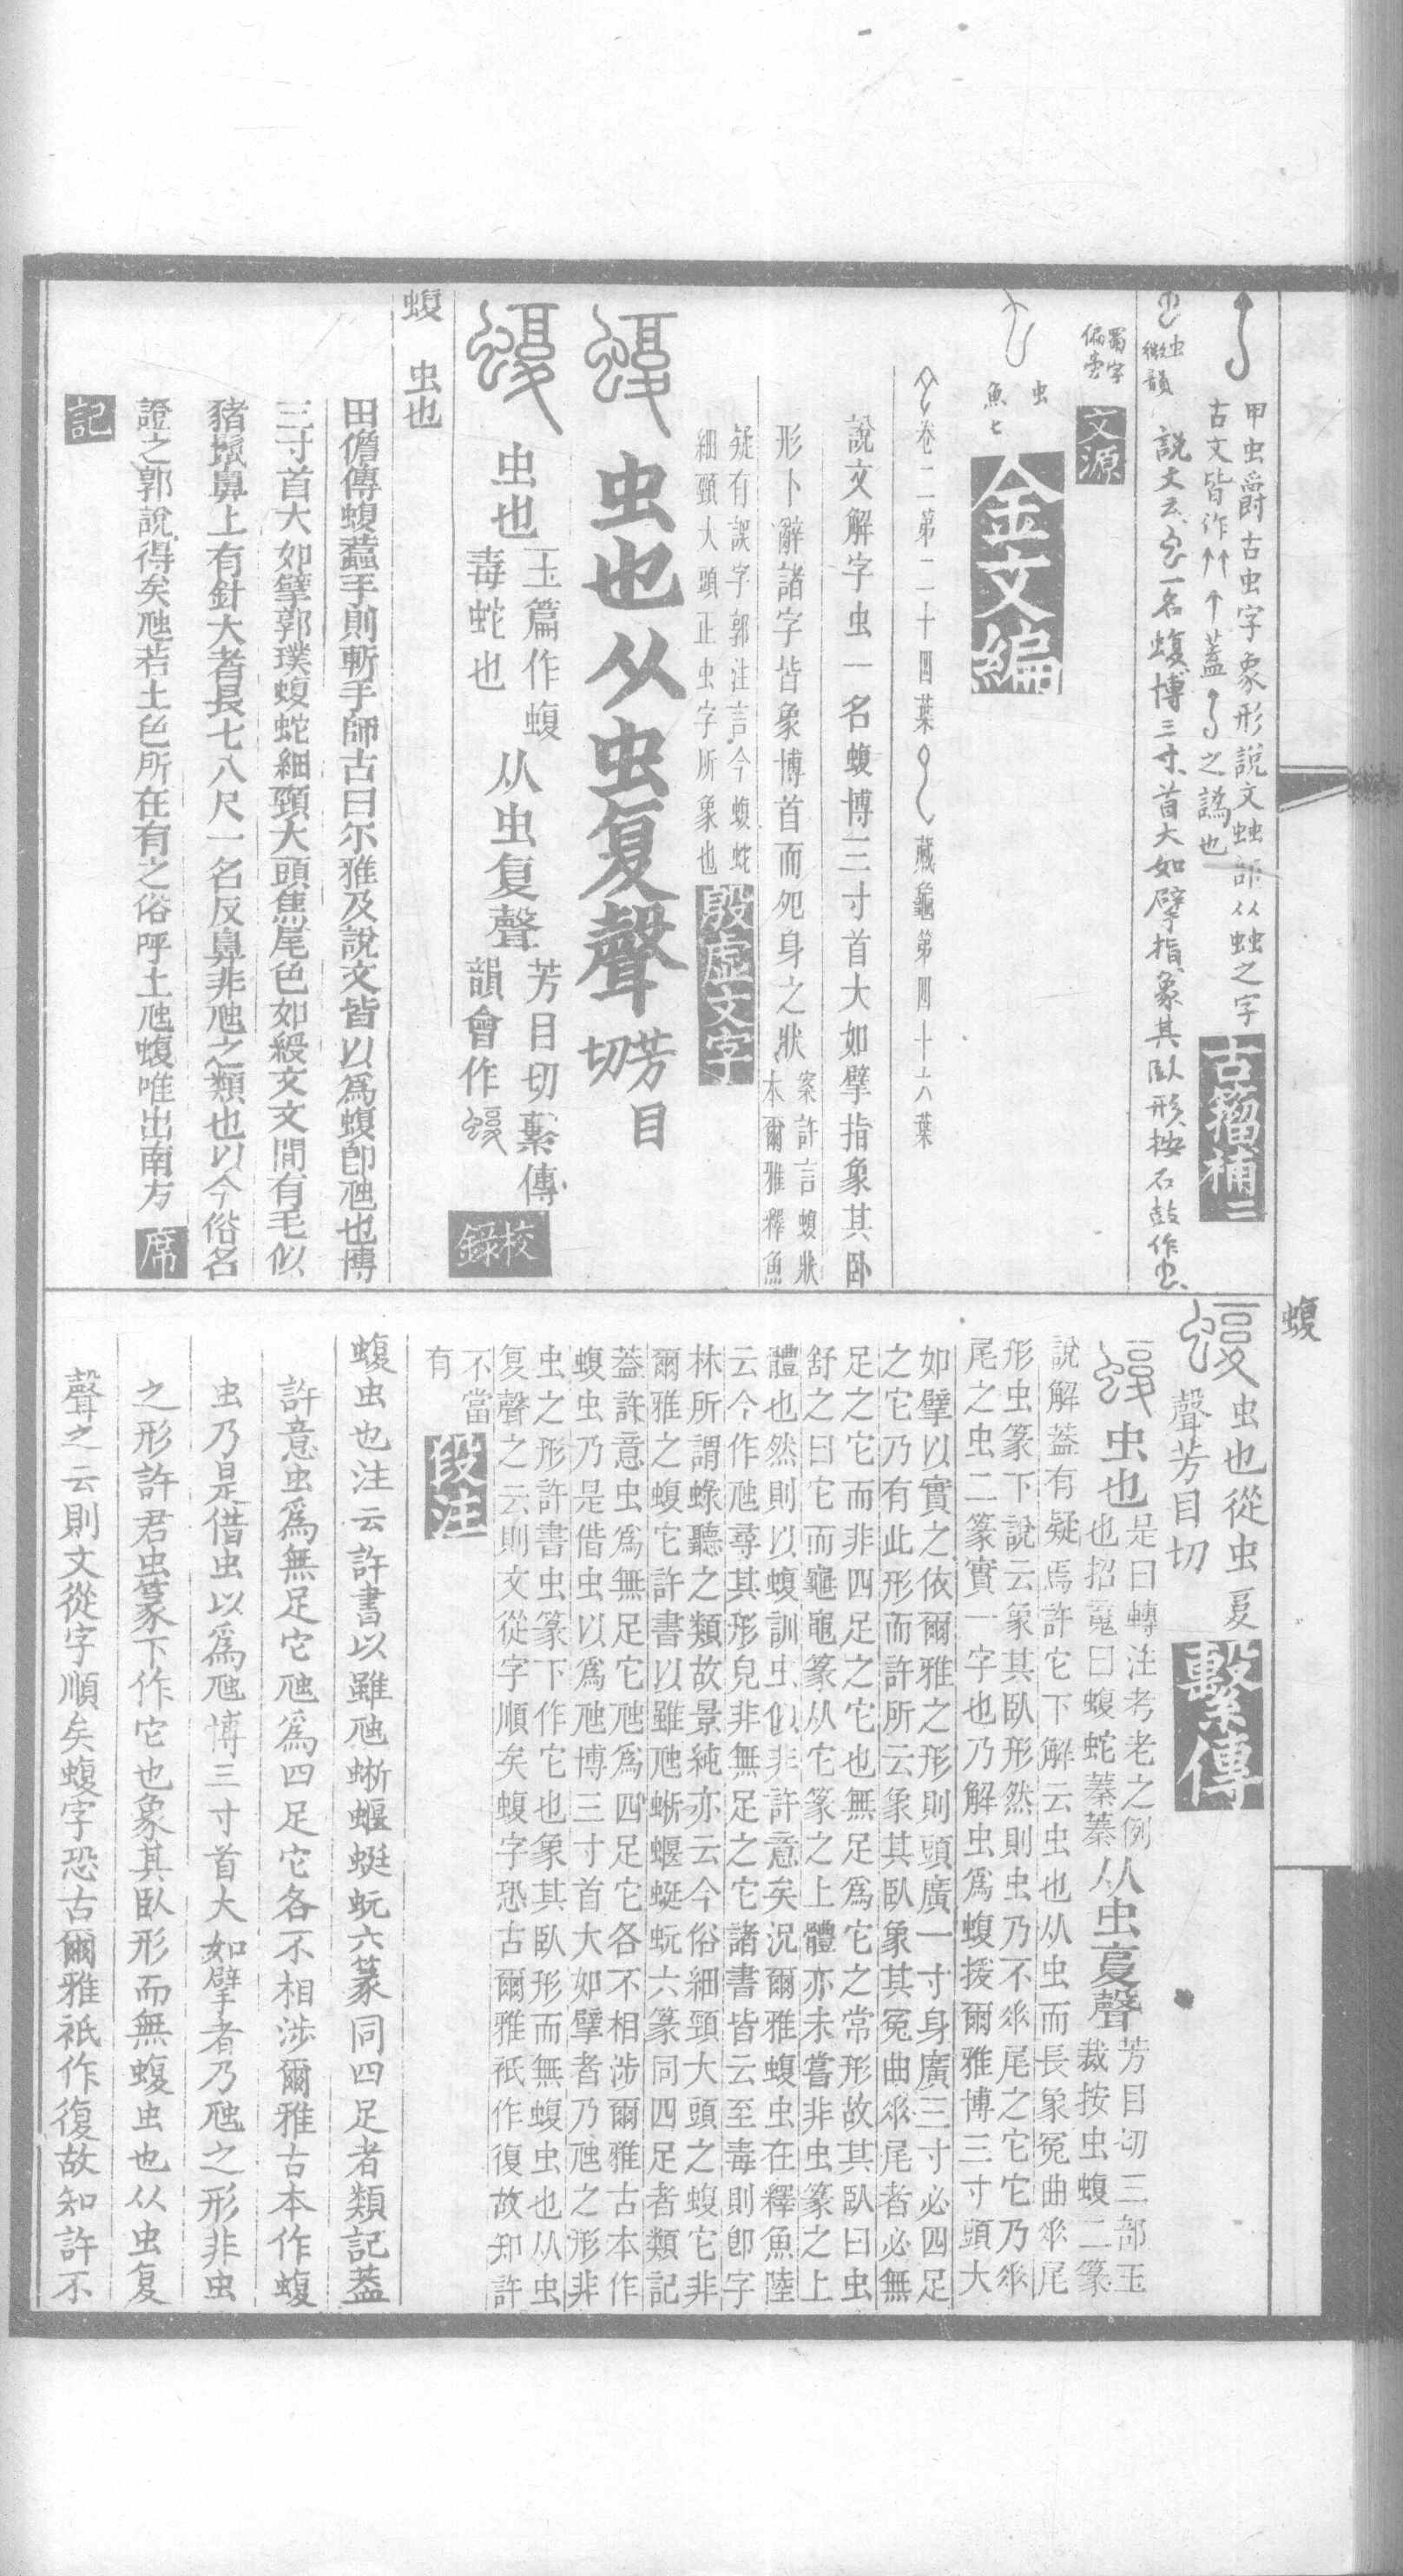 甲虫爵古虫字象形說文䖵部从䖵之字
古文皆作 蓋 之譌也
古籀補二
虫
微韻
說文云一名蝮博三寸首大如擘指象其臥形按石鼓作
蜀字
偏旁
文源
虫
魚七
金文編
卷二第二十四葉 藏龜第四十六葉
說文解字虫一名蝮博三寸首大如擘指象其臥
形卜辭諸字皆象博首而宛身之狀
案許言蝮狀
本爾雅釋魚
疑有誤字郭注言今蝮蛇
細頸大頭正虫字所象也
殷虛文字
虫也从虫复聲
芳目
切
虫也
玉篇作蝮
毒蛇也
从虫复聲
芳目切繫傳
韻會作
校錄
蝮 虫也
田儋傳蝮蠚手則斬手師古曰尔雅及說文皆以爲蝮卽虺也博
三寸首大如擘郭璞蝮蛇細頸大頭焦尾色如綬文文間有毛似
豬鬛鼻上有針大者長七八尺一名反鼻非虺之類也以今俗名
證之郭說得矣虺若土色所在有之俗呼土虺蝮唯出南方
席
記
蝮
虫也從虫复
聲芳目切
繫傳
虫也
是曰轉注考老之例
也招䰟曰蝮蛇蓁蓁
从虫复聲
芳目切三部玉
裁按虫蝮二篆
說解蓋有疑焉許它下解云虫也从虫而長象冤曲𠂹尾
形虫篆下說云象其臥形然則虫乃不𠂹尾之它它乃𠂹
尾之虫二篆實一字也乃解虫爲蝮援爾雅博三寸頭大
如擘以實之依爾雅之形則頭廣一寸身廣三寸必四足
之它乃有此形而許所云象其臥象其冤曲𠂹尾者必無
足之它而非四足之它也無足爲它之常形故其臥曰虫
舒之曰它而龜黽篆从它篆之上體亦未嘗非虫篆之上
體也然則以蝮訓虫似非許意矣況爾雅蝮虫在釋魚陸
云今作虺尋其形皃非無足之它諸書皆云至毒則卽字
林所謂蝝聽之類故景純亦云今俗細頸大頭之蝮它非
爾雅之蝮它許書以雖虺蜥蝘蜓蚖六篆同四足者類記
蓋許意虫爲無足它虺爲四足它各不相涉爾雅古本作
蝮虫乃是借虫以爲虺博三寸首大如擘者乃虺之形非
虫之形許書虫篆下作它也象其臥形而無蝮虫也从虫
复聲之云則文從字順矣蝮字恐古爾雅衹作復故知許
不當
有
段注
蝮虫也注云許書以雖虺蜥蝘蜓蚖六篆同四足者類記蓋
許意虫爲無足它虺爲四足它各不相涉爾雅古本作蝮
虫乃是借虫以爲虺博三寸首大如擘者乃虺之形非虫
之形許君虫篆下作它也象其臥形而無蝮虫也从虫复
聲之云則文從字順矣蝮字恐古爾雅衹作復故知許不